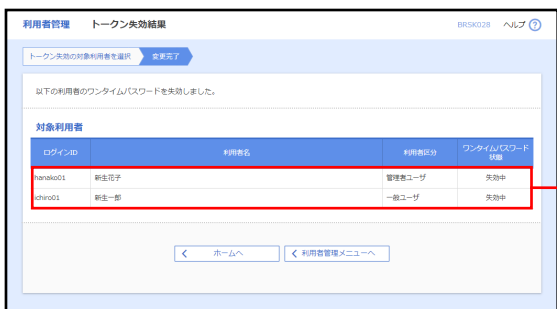 利用者管理 トークン失効結果 BRSK028 ヘルプ ?
トークン失効の対象利用者を選択 変更完了
以下の利用者のワンタイムパスワードを失効しました。
対象利用者
ログインID 利用者名 利用者区分 ワンタイムパスワード
状態
hanako01 新生花子 管理者ユーザ 失効中
ichiro01 新生一郎 一般ユーザ 失効中
ホームへ 利用者管理メニューへ